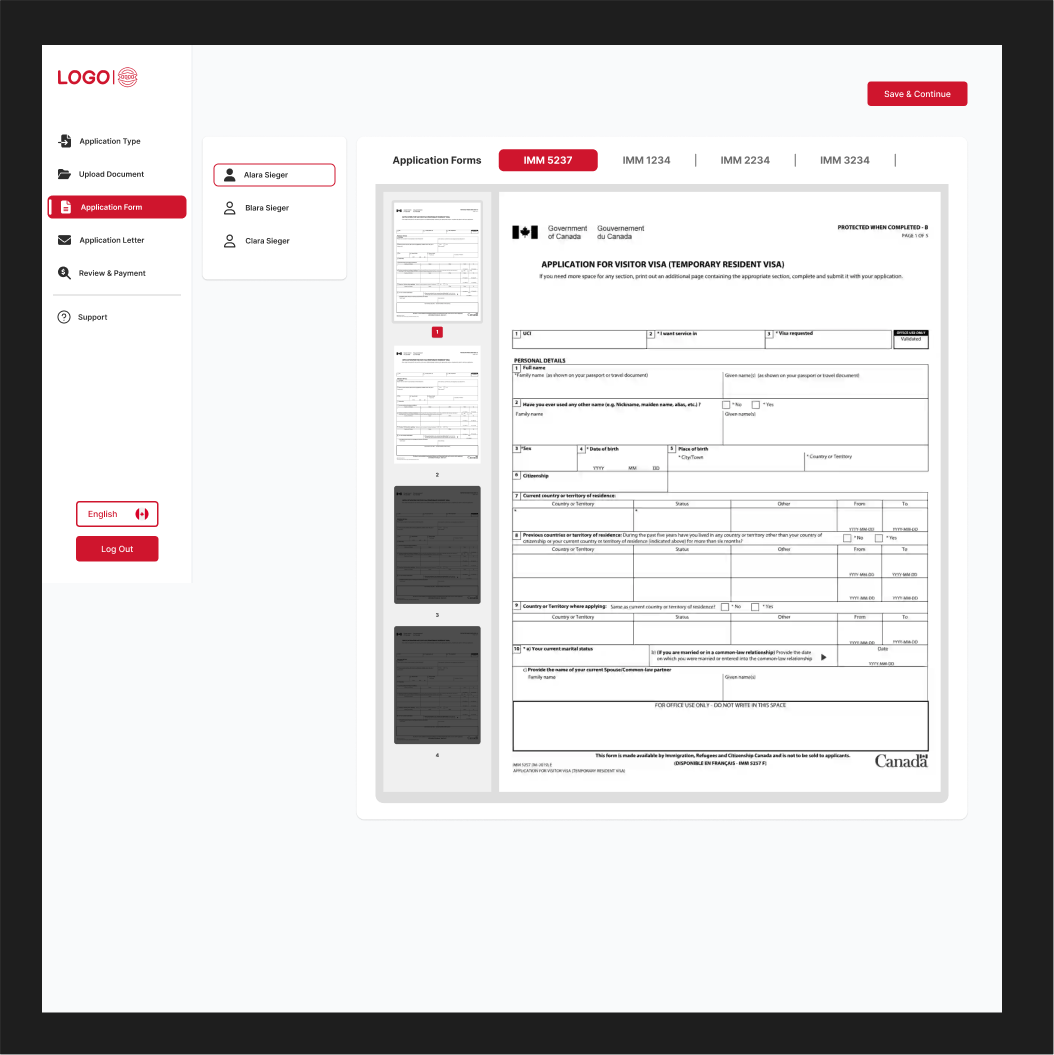 LOGO
Save & Continue
Application Type
Upload Document
Application Form
Application Letter
Review & Payment
Support
English
Log Out
Alara Sieger
Blara Sieger
Clara Sieger
Application Forms IMM 5237 IMM 1234 IMM 2234 IMM 3234
1
2
3
4
Government Gouvernement
of Canada du Canada
PROTECTED WHEN COMPLETED - B
PAGE 1 OF 5
APPLICATION FOR VISITOR VISA (TEMPORARY RESIDENT VISA)
If you need more space for any section, print out an additional page containing the appropriate section, complete and submit it with your application.
1 UCI 2 * I want service in 3 * Visa requested OFFICE USE ONLY
Validated
PERSONAL DETAILS
1 Full name
*Family name (as shown on your passport or travel document) Given name(s) (as shown on your passport or travel document)
2 Have you ever used any other name (e.g. Nickname, maiden name, alias, etc.) ? * No * Yes
Family name Given name(s)
3 *Sex 4 * Date of birth 5 Place of birth
* City/Town * Country or Territory
YYYY MM DD
6 Citizenship
7 Current country or territory of residence:
Country or Territory Status Other From To
* *
YYYY-MM-DD YYYY-MM-DD
8 Previous countries or territory of residence: During the past five years have you lived in any country or territory other than your country of
citizenship or your current country or territory of residence (indicated above) for more than six months? * No * Yes
Country or Territory Status Other From To
YYYY-MM-DD YYYY-MM-DD
YYYY-MM-DD YYYY-MM-DD
9 Country or Territory where applying: Same as current country or territory of residence? * No * Yes
Country or Territory Status Other From To
YYYY-MM-DD YYYY-MM-DD
10 * a) Your current marital status b) (If you are married or in a common-law relationship) Provide the date
on which you were married or entered into the common-law relationship
Date
YYYY-MM-DD
c) Provide the name of your current Spouse/Common-law partner
Family name Given name(s)
FOR OFFICE USE ONLY - DO NOT WRITE IN THIS SPACE
This form is made available by Immigration, Refugees and Citizenship Canada and is not to be sold to applicants.
(DISPONIBLE EN FRANÇAIS - IMM 5257 F)
APPLICATION FOR VISITOR VISA (TEMPORARY RESIDENT VISA)
Canada